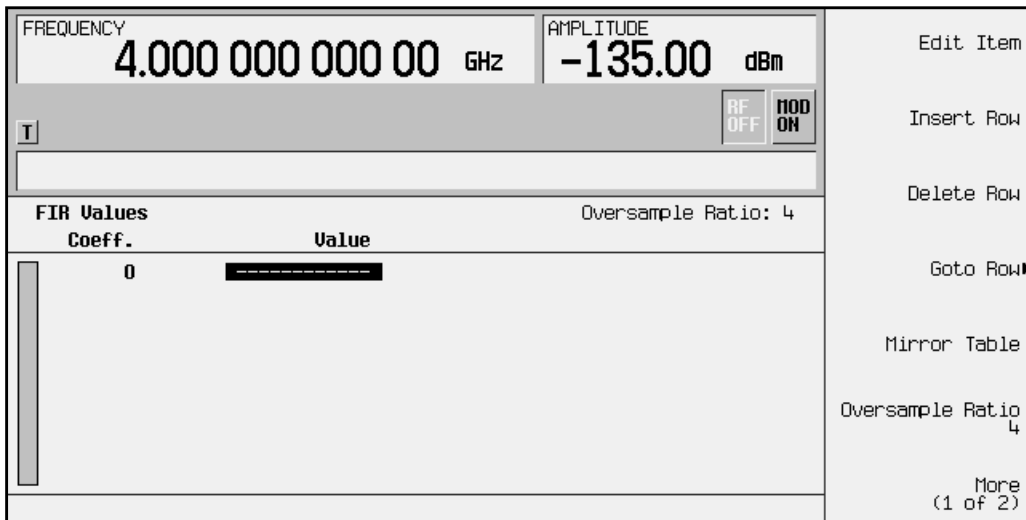 FREQUENCY
4.000 000 000 00 GHz
AMPLITUDE
-135.00 dBm
RF OFF
MOD ON
T
FIR Values
Oversample Ratio: 4
Coeff. Value
0 ------------
Edit Item
Insert Row
Delete Row
Goto Row
Mirror Table
Oversample Ratio
4
More
(1 of 2)